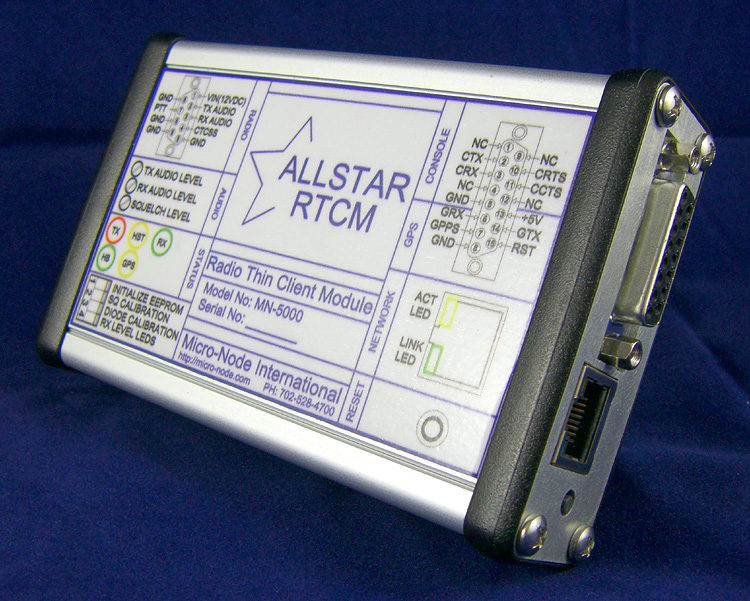 GND
PTT
GND
GND
VIN(12VDC)
TX AUDIO
RX AUDIO
CTCSS
GND
RADIO
TX AUDIO LEVEL
RX AUDIO LEVEL
SQUELCH LEVEL
AUDIO
TX
HST
RX
HB
GPS
STATUS
1 2 3 4
INITIALIZE EEPROM
SQ CALIBRATION
DIODE CALIBRATION
RX LEVEL LEDS
ALLSTAR
RTCM
Radio Thin Client Module
Model No: MN-5000
Serial No:
Micro-Node International
http://micro-node.com PH: 702-528-4700
CONSOLE
NC
CTX
CRX
NC
GND
GRX
GPPS
GND
NC
CRTS
CCTS
NC
+5V
GTX
RST
GPS
NETWORK
ACT
LED
LINK
LED
RESET